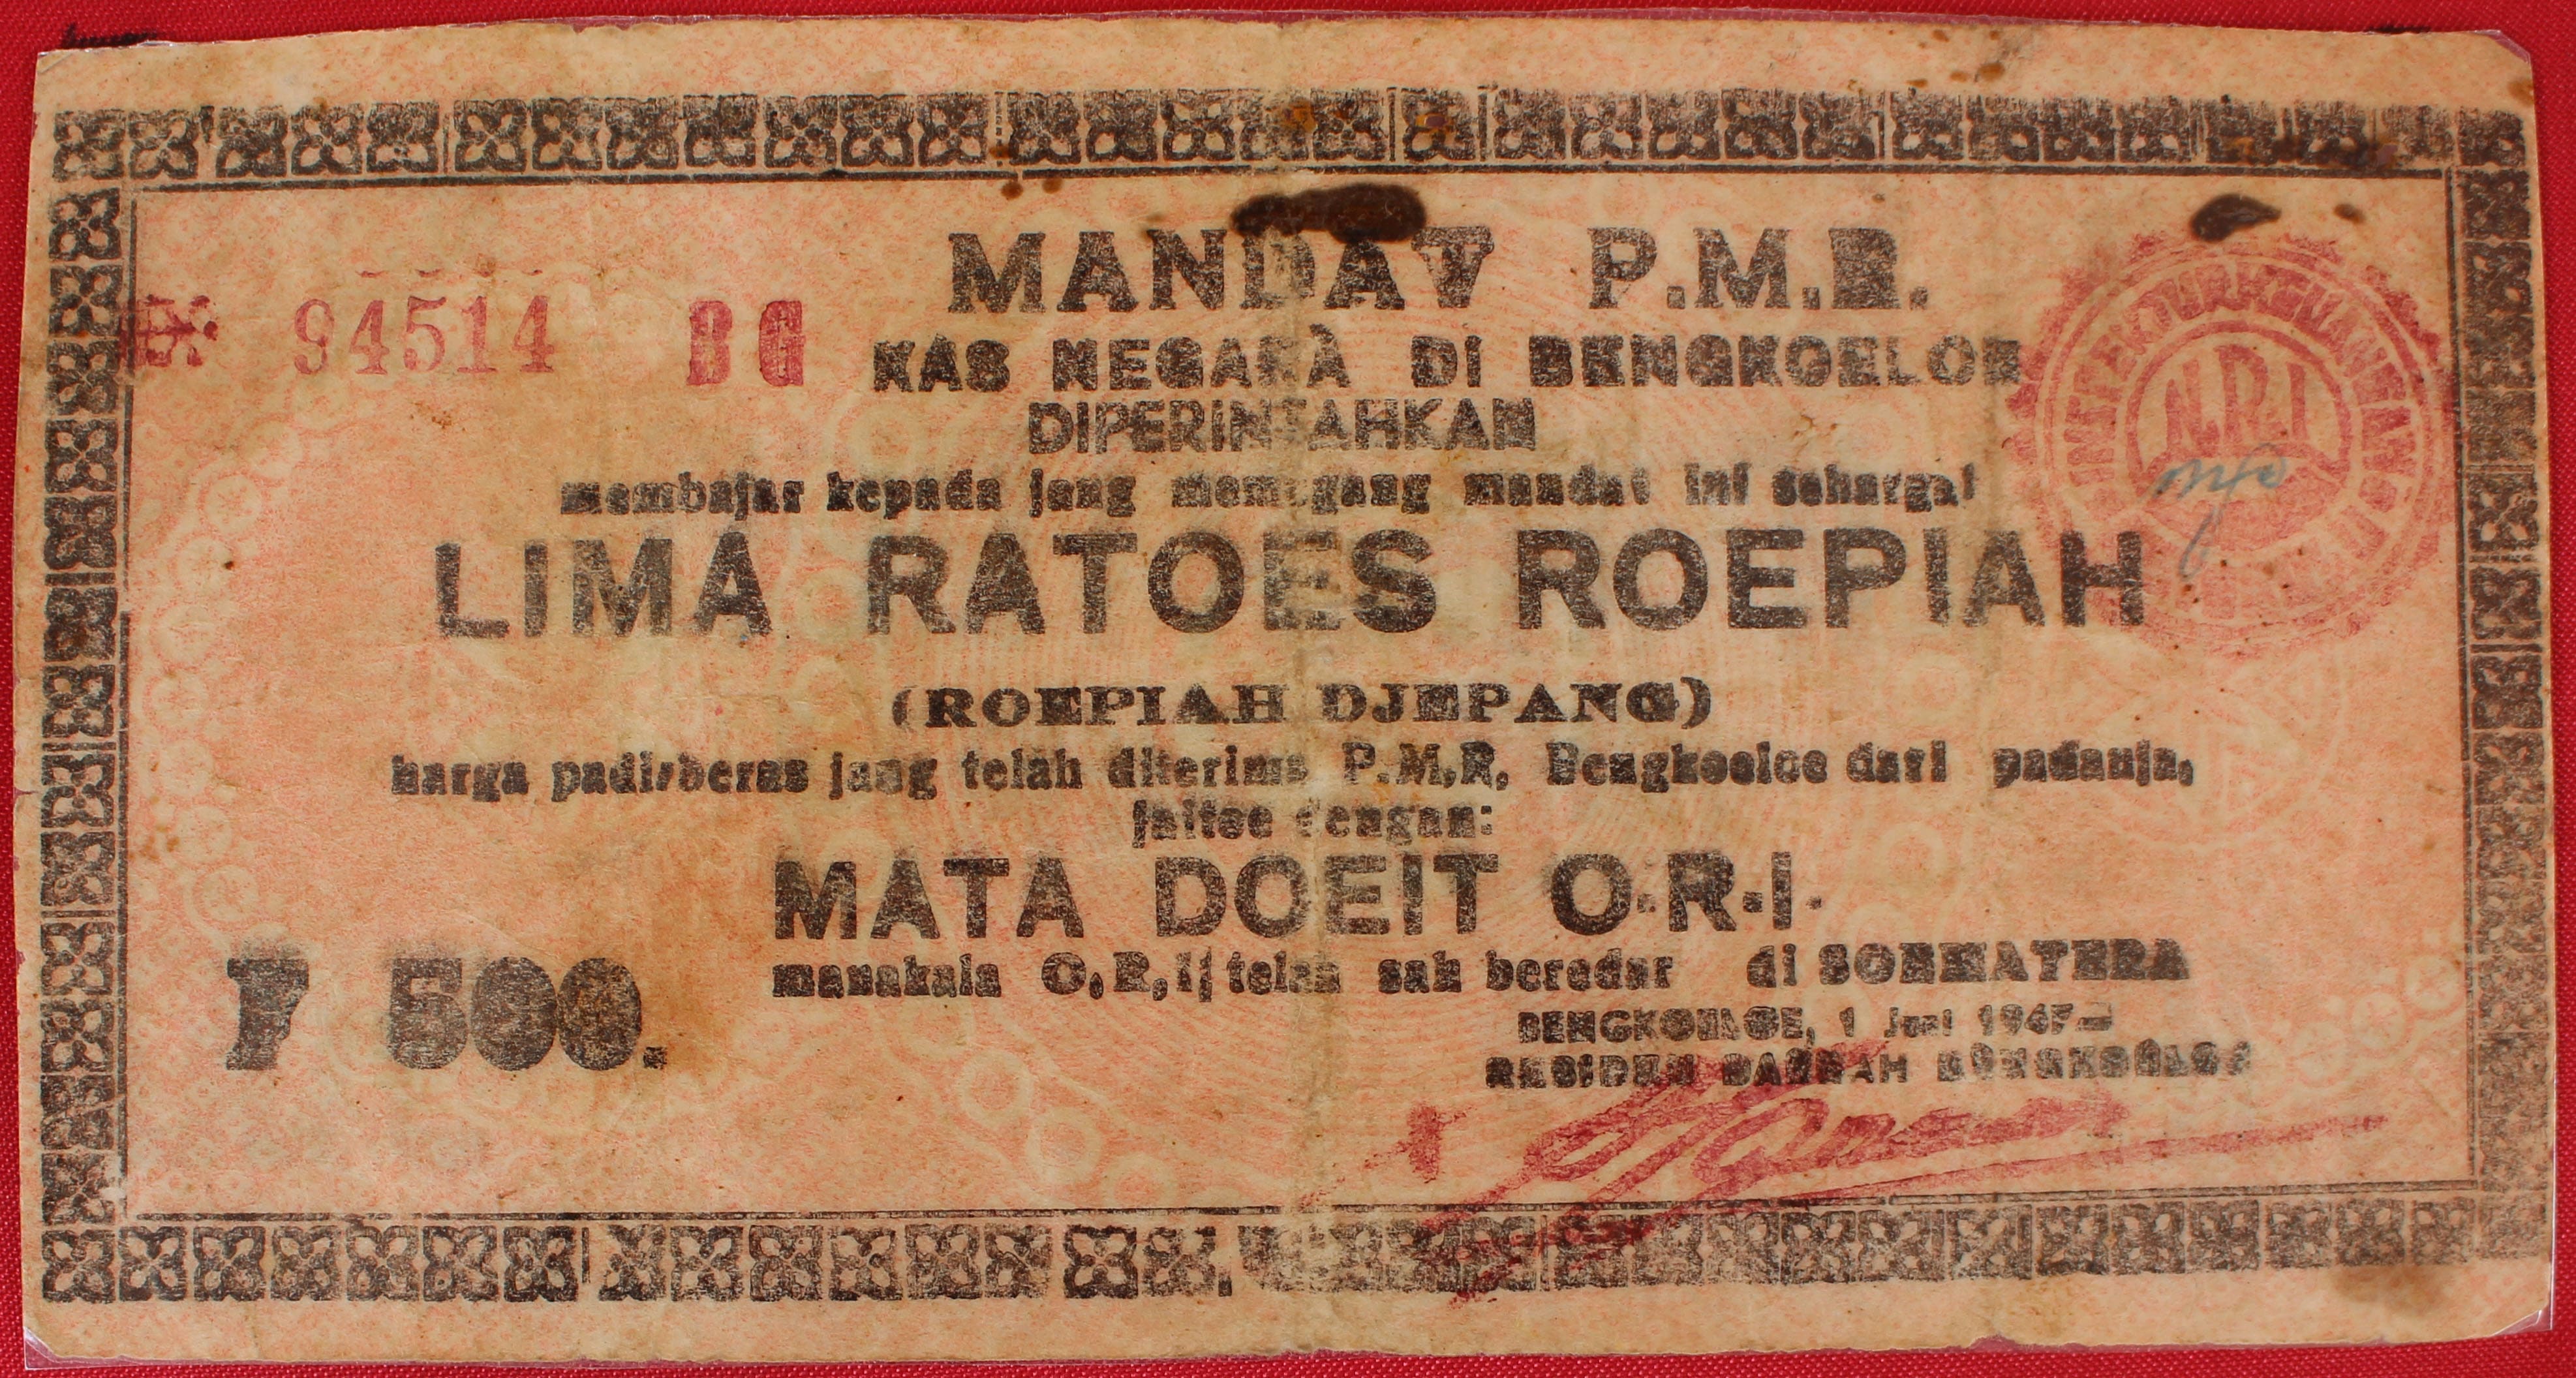 MANDAT P.M.R.
№ 94514 BG
KAS NEGARA Di BENGKOELOE
DIPERiNTAHKAN
membajar kepada jang memegang mandat ini seharga:
LIMA RATOES ROEPIAH
(ROEPIAH DJEPANG)
harga padi/beras jang telah diterima P.M.R. Bengkoeloe dari padanja,
jaitoe dengan:
MATA DOEIT O.R.I.
manakala O.R.I. telah sah beredar di SOEMATERA
F 500.
BENGKOELOE, 1 Juni 1947.-
RESIDEN DAERAH BENGKOELOE
N.R.I